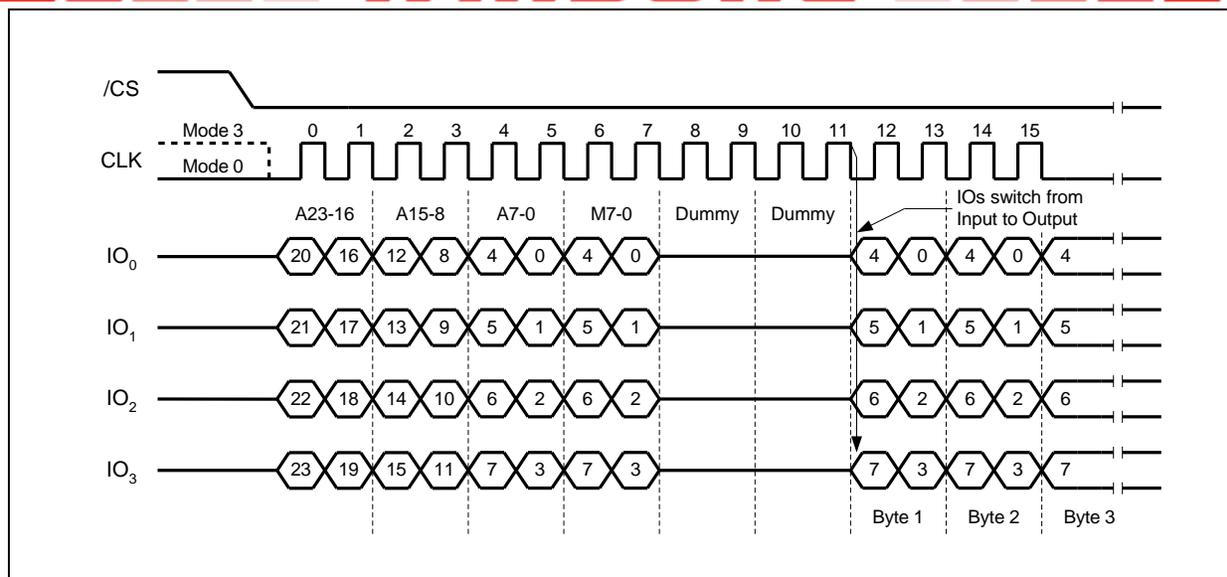 /CS
Mode 3
0 1 2 3 4 5 6 7 8 9 10 11 12 13 14 15
CLK
Mode 0
IOs switch from
Input to Output
A23-16 A15-8 A7-0 M7-0 Dummy Dummy
IO0 20 16 12 8 4 0 4 0 4 0 4 0 4
IO1 21 17 13 9 5 1 5 1 5 1 5 1 5
IO2 22 18 14 10 6 2 6 2 6 2 6 2 6
IO3 23 19 15 11 7 3 7 3 7 3 7 3 7
Byte 1 Byte 2 Byte 3